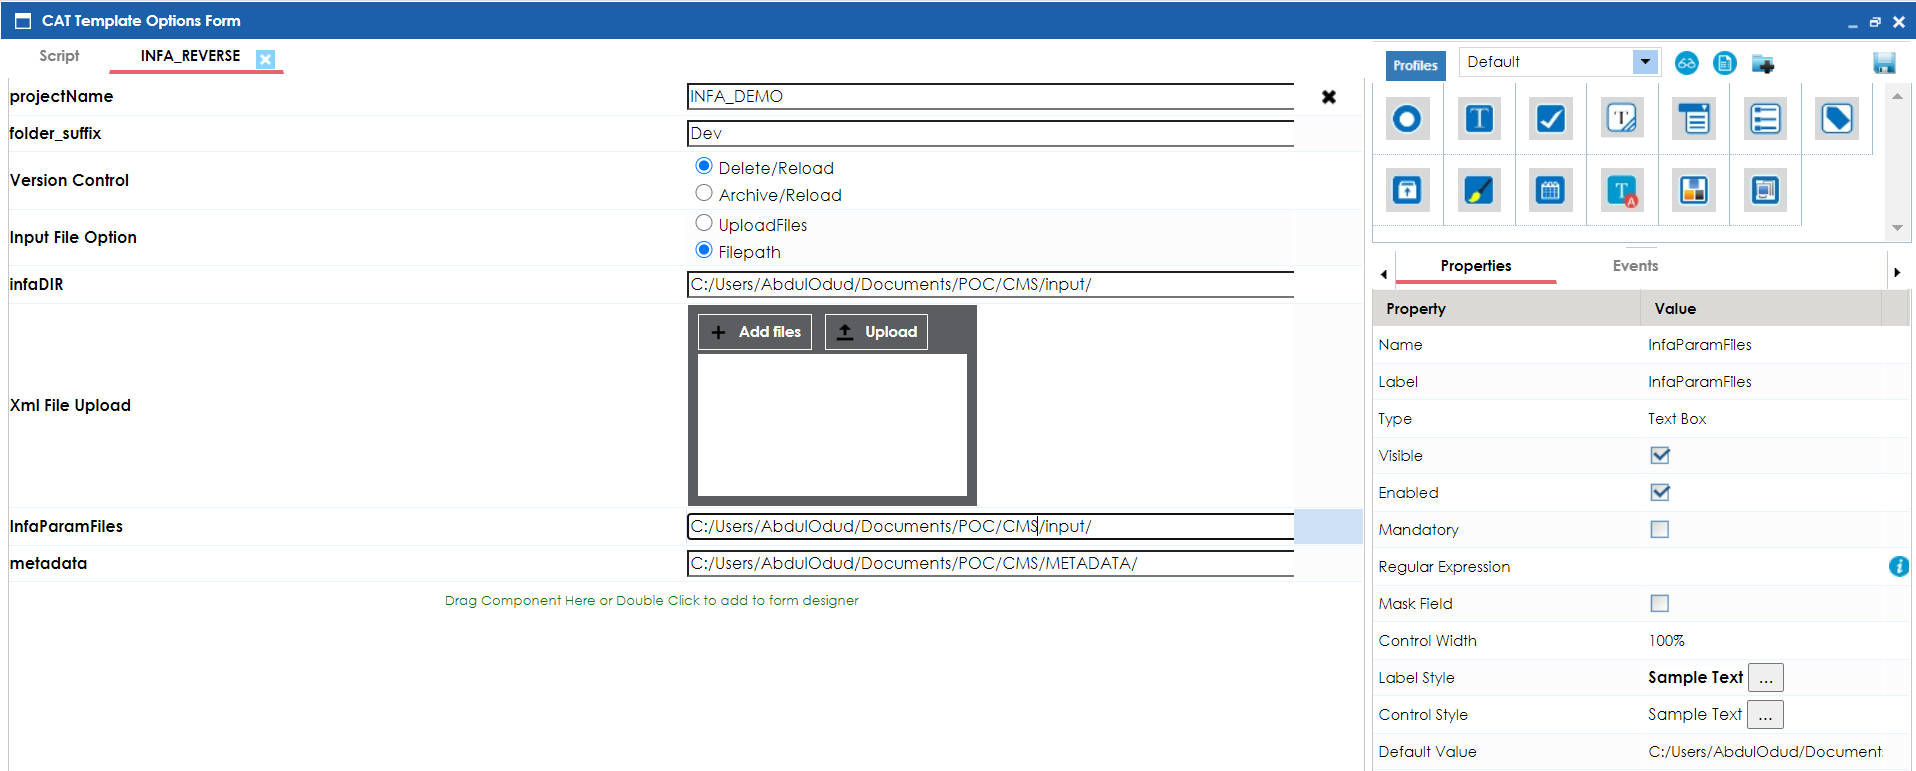 CAT Template Options Form
Script
INFA_REVERSE
Profiles
Default
projectName
INFA_DEMO
folder_suffix
Dev
Version Control
Delete/Reload
Archive/Reload
Input File Option
UploadFiles
Filepath
infaDIR
C:/Users/AbdulOdud/Documents/POC/CMS/input/
Xml File Upload
Add files
Upload
InfaParamFiles
C:/Users/AbdulOdud/Documents/POC/CMS/input/
metadata
C:/Users/AbdulOdud/Documents/POC/CMS/METADATA/
Drag Component Here or Double Click to add to form designer
Properties
Events
Property Value
Name InfaParamFiles
Label InfaParamFiles
Type Text Box
Visible
Enabled
Mandatory
Regular Expression
Mask Field
Control Width 100%
Label Style Sample Text ...
Control Style Sample Text ...
Default Value C:/Users/AbdulOdud/Document